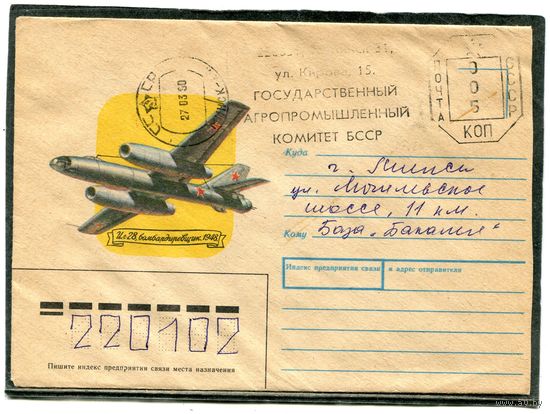 ул. Кирова, 15.
ГОСУДАРСТВЕННЫЙ
АГРОПРОМЫШЛЕННЫЙ
КОМИТЕТ БССР
ПОЧТА
СССР
005
КОП
27 03 90
Куда
г. Минск
ул. Могилевское
шоссе, 11 км.
Кому
База „Бакалея“
Ил-28, бомбардировщик. 1948
Индекс предприятия связи и адрес отправителя
220102
Пишите индекс предприятия связи места назначения